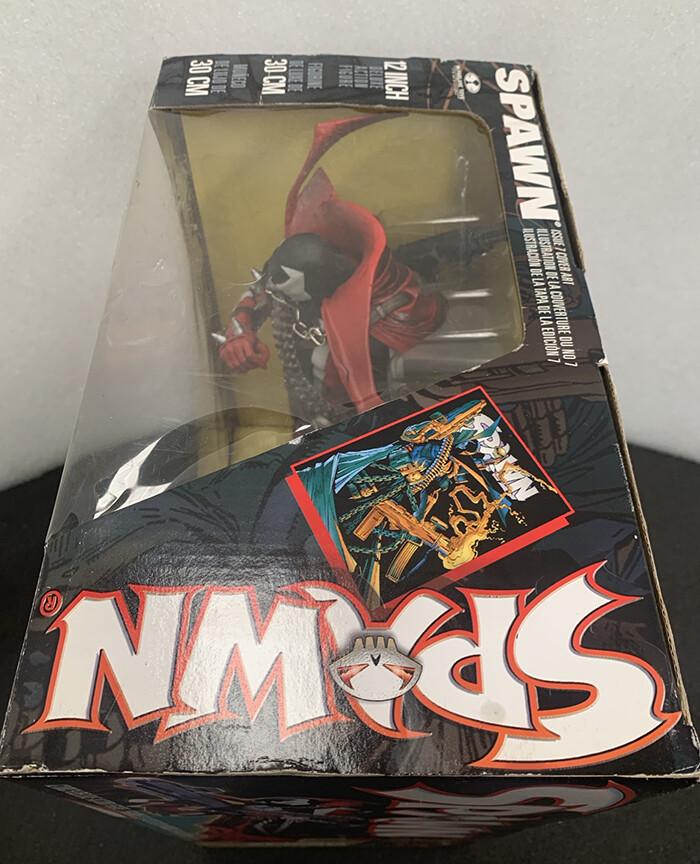 SPAWN®
ISSUE 7 COVER ART
ILLUSTRATION DE LA COUVERTURE DU NO 7
ILUSTRACIÓN DE LA TAPA DE LA EDICIÓN 7
12 INCH
DELUXE
ACTION
FIGURE
FIGURINE
DE LUXE DE
30 CM
MUÑECO
DE LUJO DE
30 CM
SPAWN
SPAWN®
SPAWN